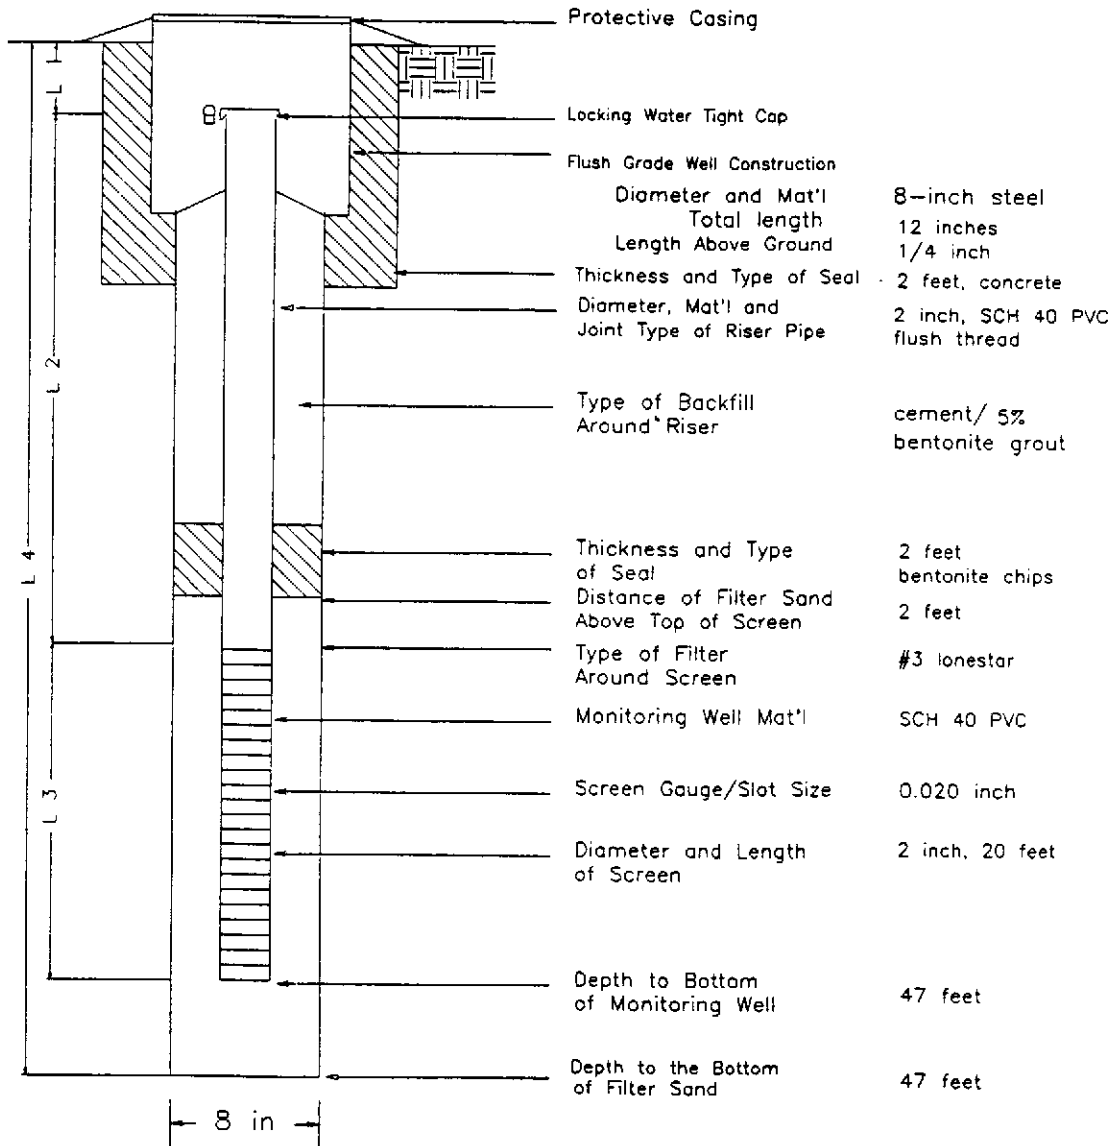 Protective Casing
L 1
Locking Water Tight Cap
Flush Grade Well Construction
Diameter and Mat'l 8-inch steel
Total length 12 inches
Length Above Ground 1/4 inch
Thickness and Type of Seal 2 feet, concrete
Diameter, Mat'l and 2 inch, SCH 40 PVC
Joint Type of Riser Pipe flush thread
L 2
Type of Backfill
Around Riser cement/ 5%
bentonite grout
L 4
Thickness and Type 2 feet
of Seal bentonite chips
Distance of Filter Sand
Above Top of Screen 2 feet
Type of Filter #3 lonestar
Around Screen
Monitoring Well Mat'l SCH 40 PVC
L 3
Screen Gauge/Slot Size 0.020 inch
Diameter and Length 2 inch, 20 feet
of Screen
Depth to Bottom
of Monitoring Well 47 feet
Depth to the Bottom
of Filter Sand 47 feet
8 in